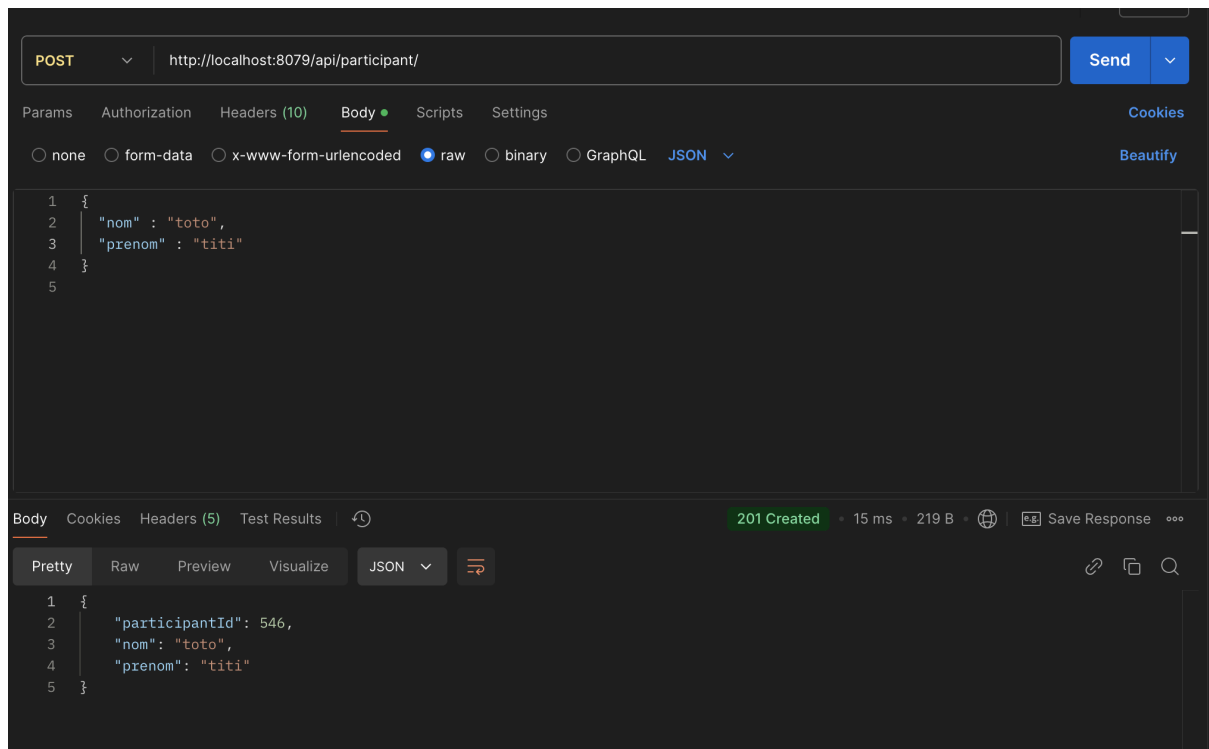 POST http://localhost:8079/api/participant/ Send
Params Authorization Headers (10) Body Scripts Settings Cookies
none form-data x-www-form-urlencoded raw binary GraphQL JSON Beautify
1 {
2 "nom" : "toto",
3 "prenom" : "titi"
4 }
5
Body Cookies Headers (5) Test Results 201 Created 15 ms 219 B e.g. Save Response
Pretty Raw Preview Visualize JSON
1 {
2 "participantId": 546,
3 "nom": "toto",
4 "prenom": "titi"
5 }